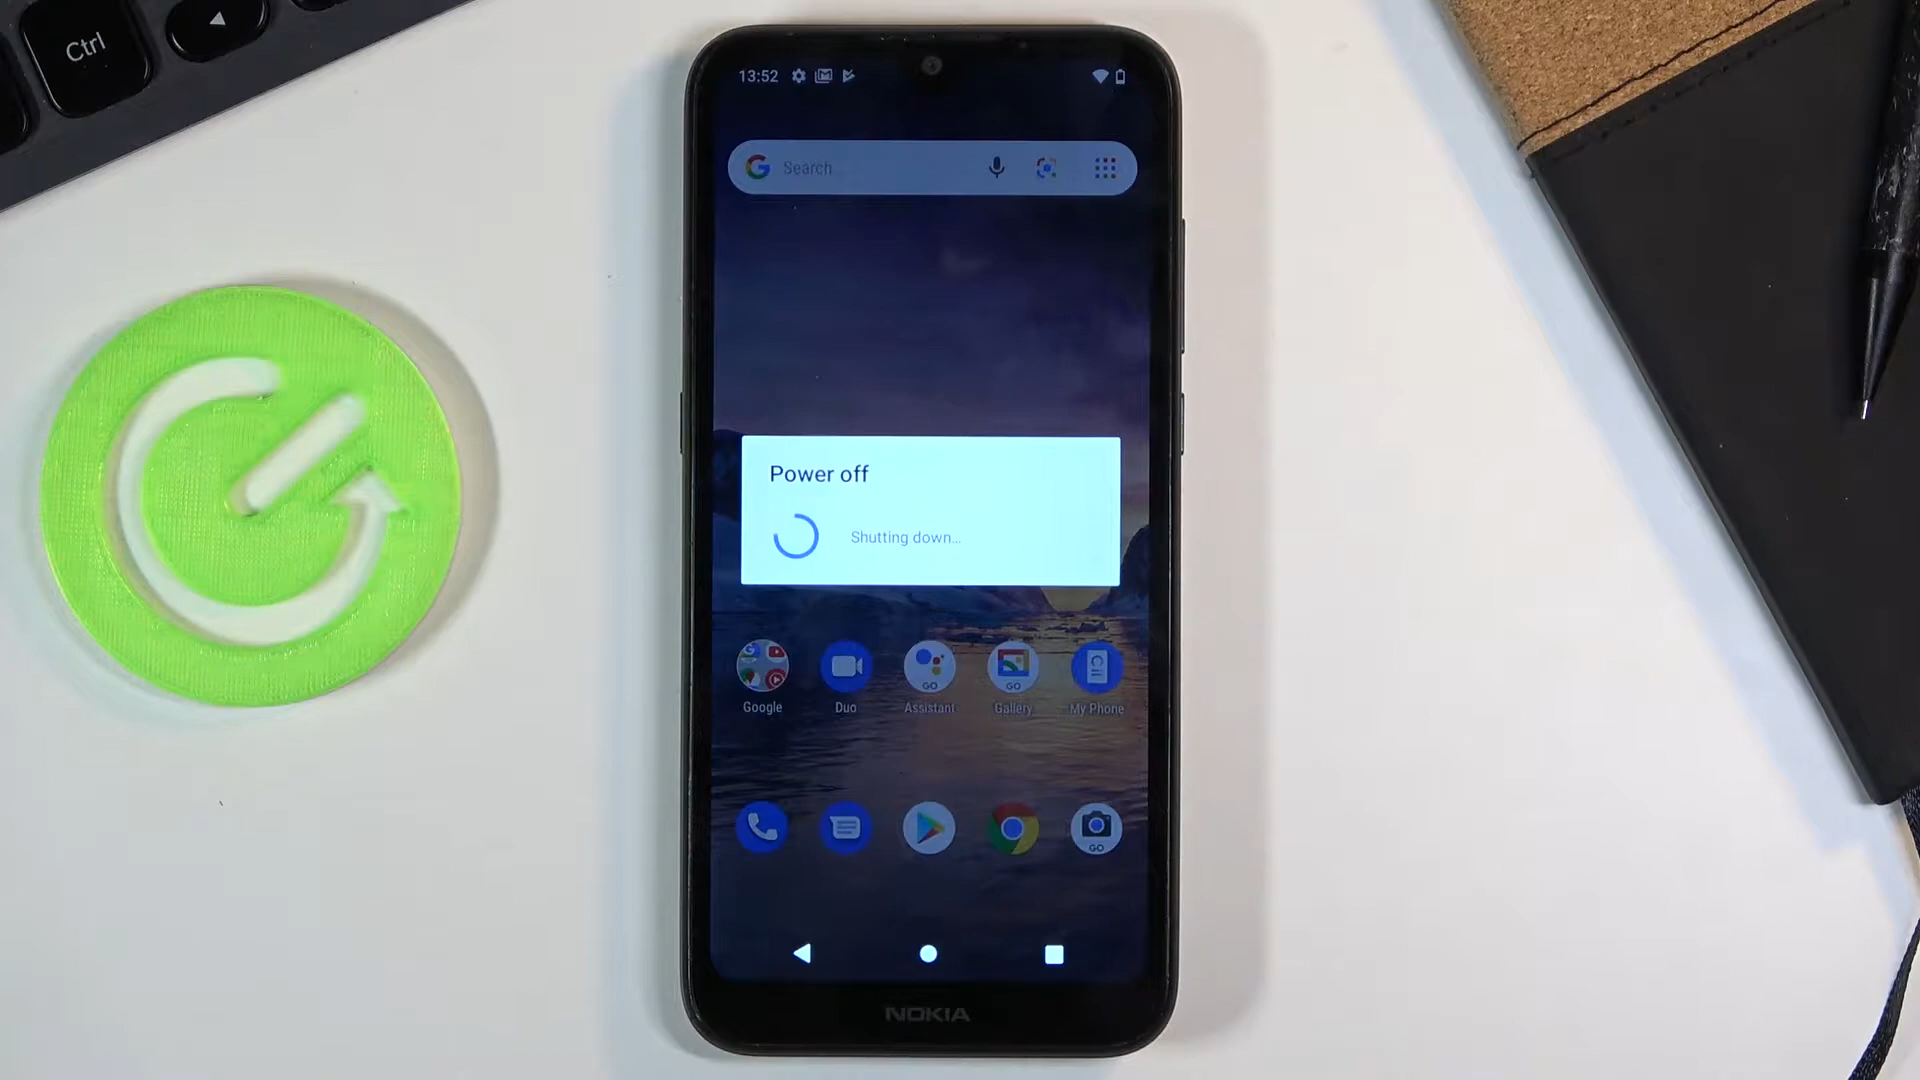 Ctrl
13:52
Search
Power off
Shutting down...
GO
GO
Google
Duo
Assistant
Gallery
My Phone
GO
NOKIA